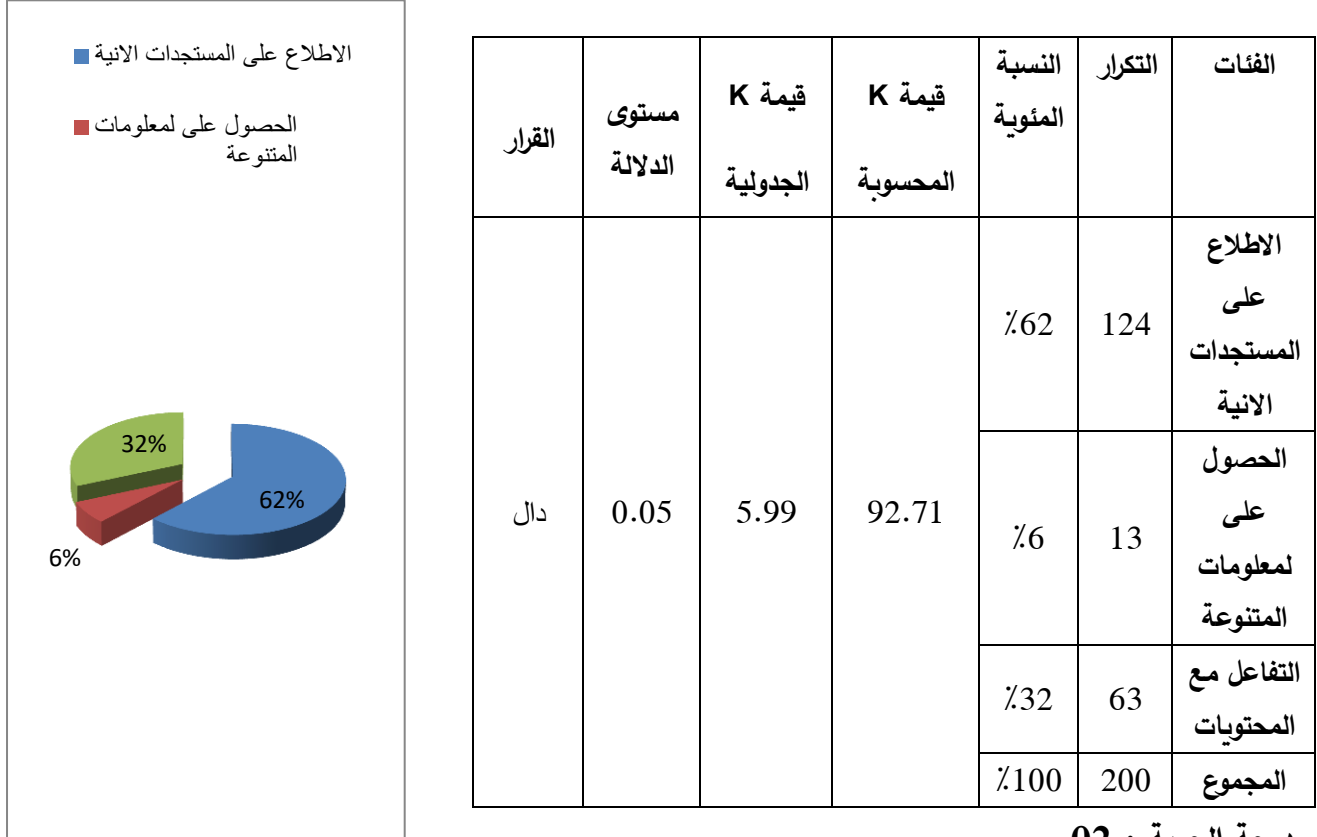 الاطلاع على المستجدات الانية
الحصول على لمعلومات
المتنوعة
32%
62%
6%
الفئات
التكرار
النسبة
المئوية
قيمة K
المحسوبة
قيمة K
الجدولية
مستوى
الدلالة
القرار
الاطلاع
على
المستجدات
الانية
124
٪62
92.71
5.99
0.05
دال
الحصول
على
لمعلومات
المتنوعة
13
٪6
التفاعل مع
المحتويات
63
٪32
المجموع
200
٪100
02